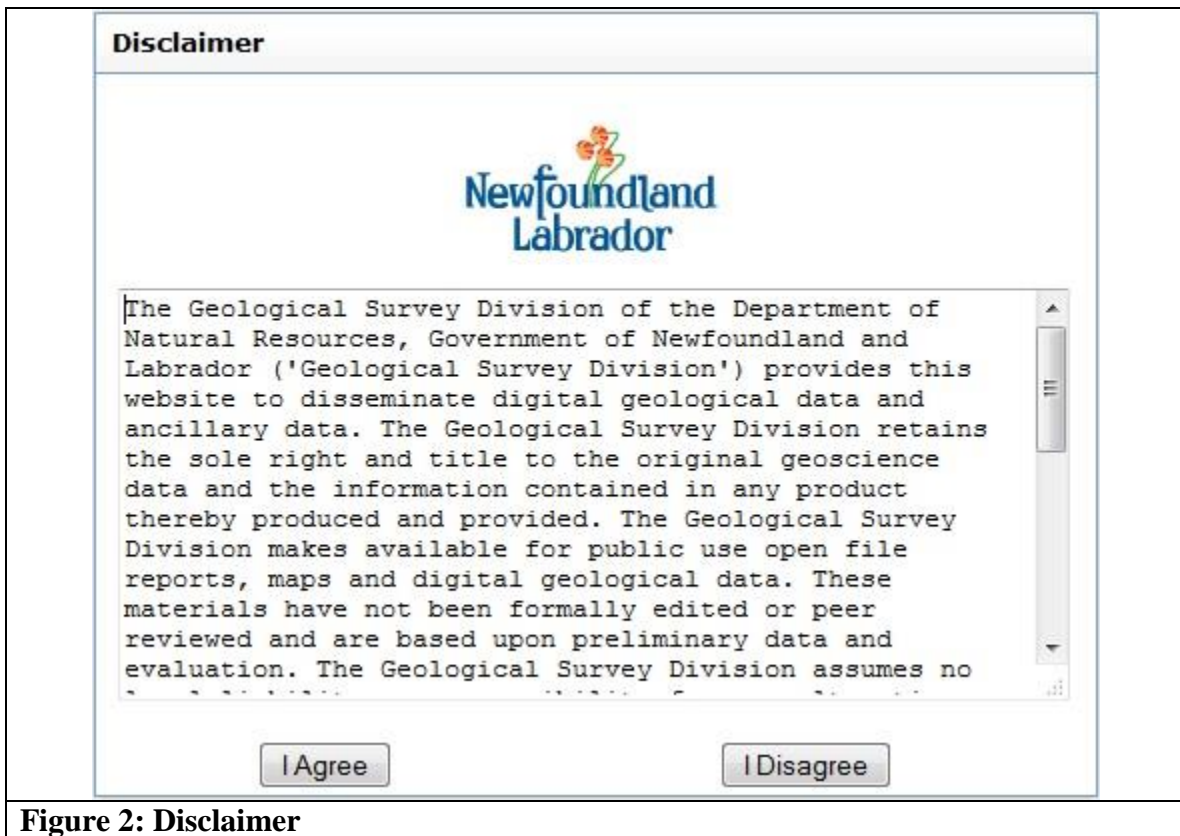 Disclaimer
Newfoundland
Labrador
The Geological Survey Division of the Department of
Natural Resources, Government of Newfoundland and
Labrador ('Geological Survey Division') provides this
website to disseminate digital geological data and
ancillary data. The Geological Survey Division retains
the sole right and title to the original geoscience
data and the information contained in any product
thereby produced and provided. The Geological Survey
Division makes available for public use open file
reports, maps and digital geological data. These
materials have not been formally edited or peer
reviewed and are based upon preliminary data and
evaluation. The Geological Survey Division assumes no
I Agree
I Disagree
Figure 2: Disclaimer